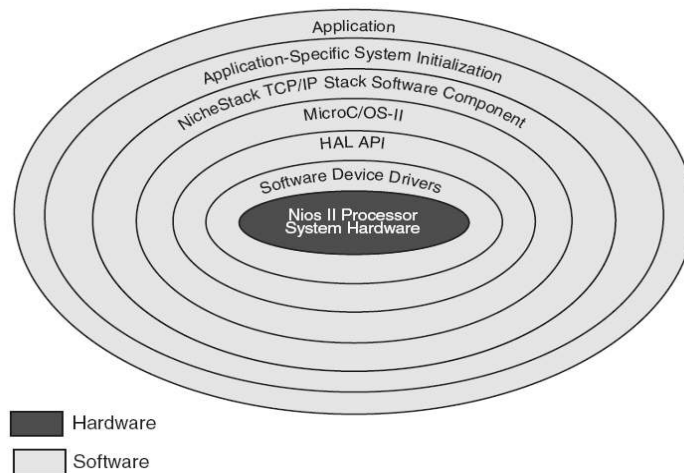 Application
Application-Specific System Initialization
NicheStack TCP/IP Stack Software Component
MicroC/OS-II
HAL API
Software Device Drivers
Nios II Processor
System Hardware
Hardware
Software